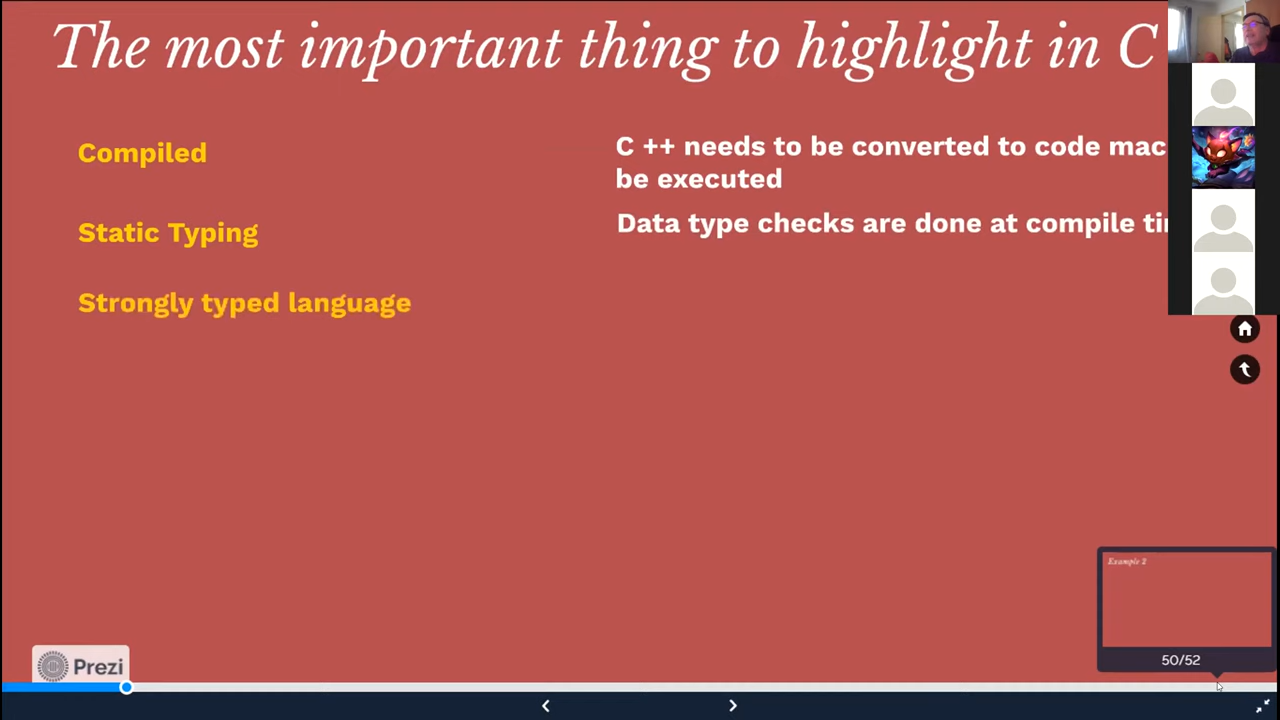 The most important thing to highlight in C
Compiled
C ++ needs to be converted to code mac
be executed
Static Typing
Data type checks are done at compile
Strongly typed language
Example 2
50/52
Prezi